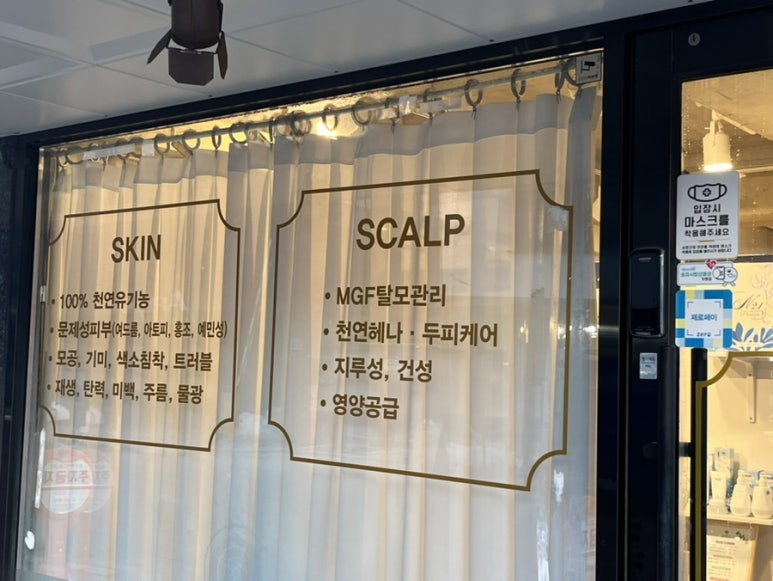 SKIN
• 100% 천연유기농
• 문제성피부(여드름, 아토피, 홍조, 예민성)
• 모공, 기미, 색소침착, 트러블
• 재생, 탄력, 미백, 주름, 물광
SCALP
• MGF탈모관리
• 천연헤나 · 두피케어
• 지루성, 건성
• 영양공급
입장시
마스크를
착용해주세요
제로페이